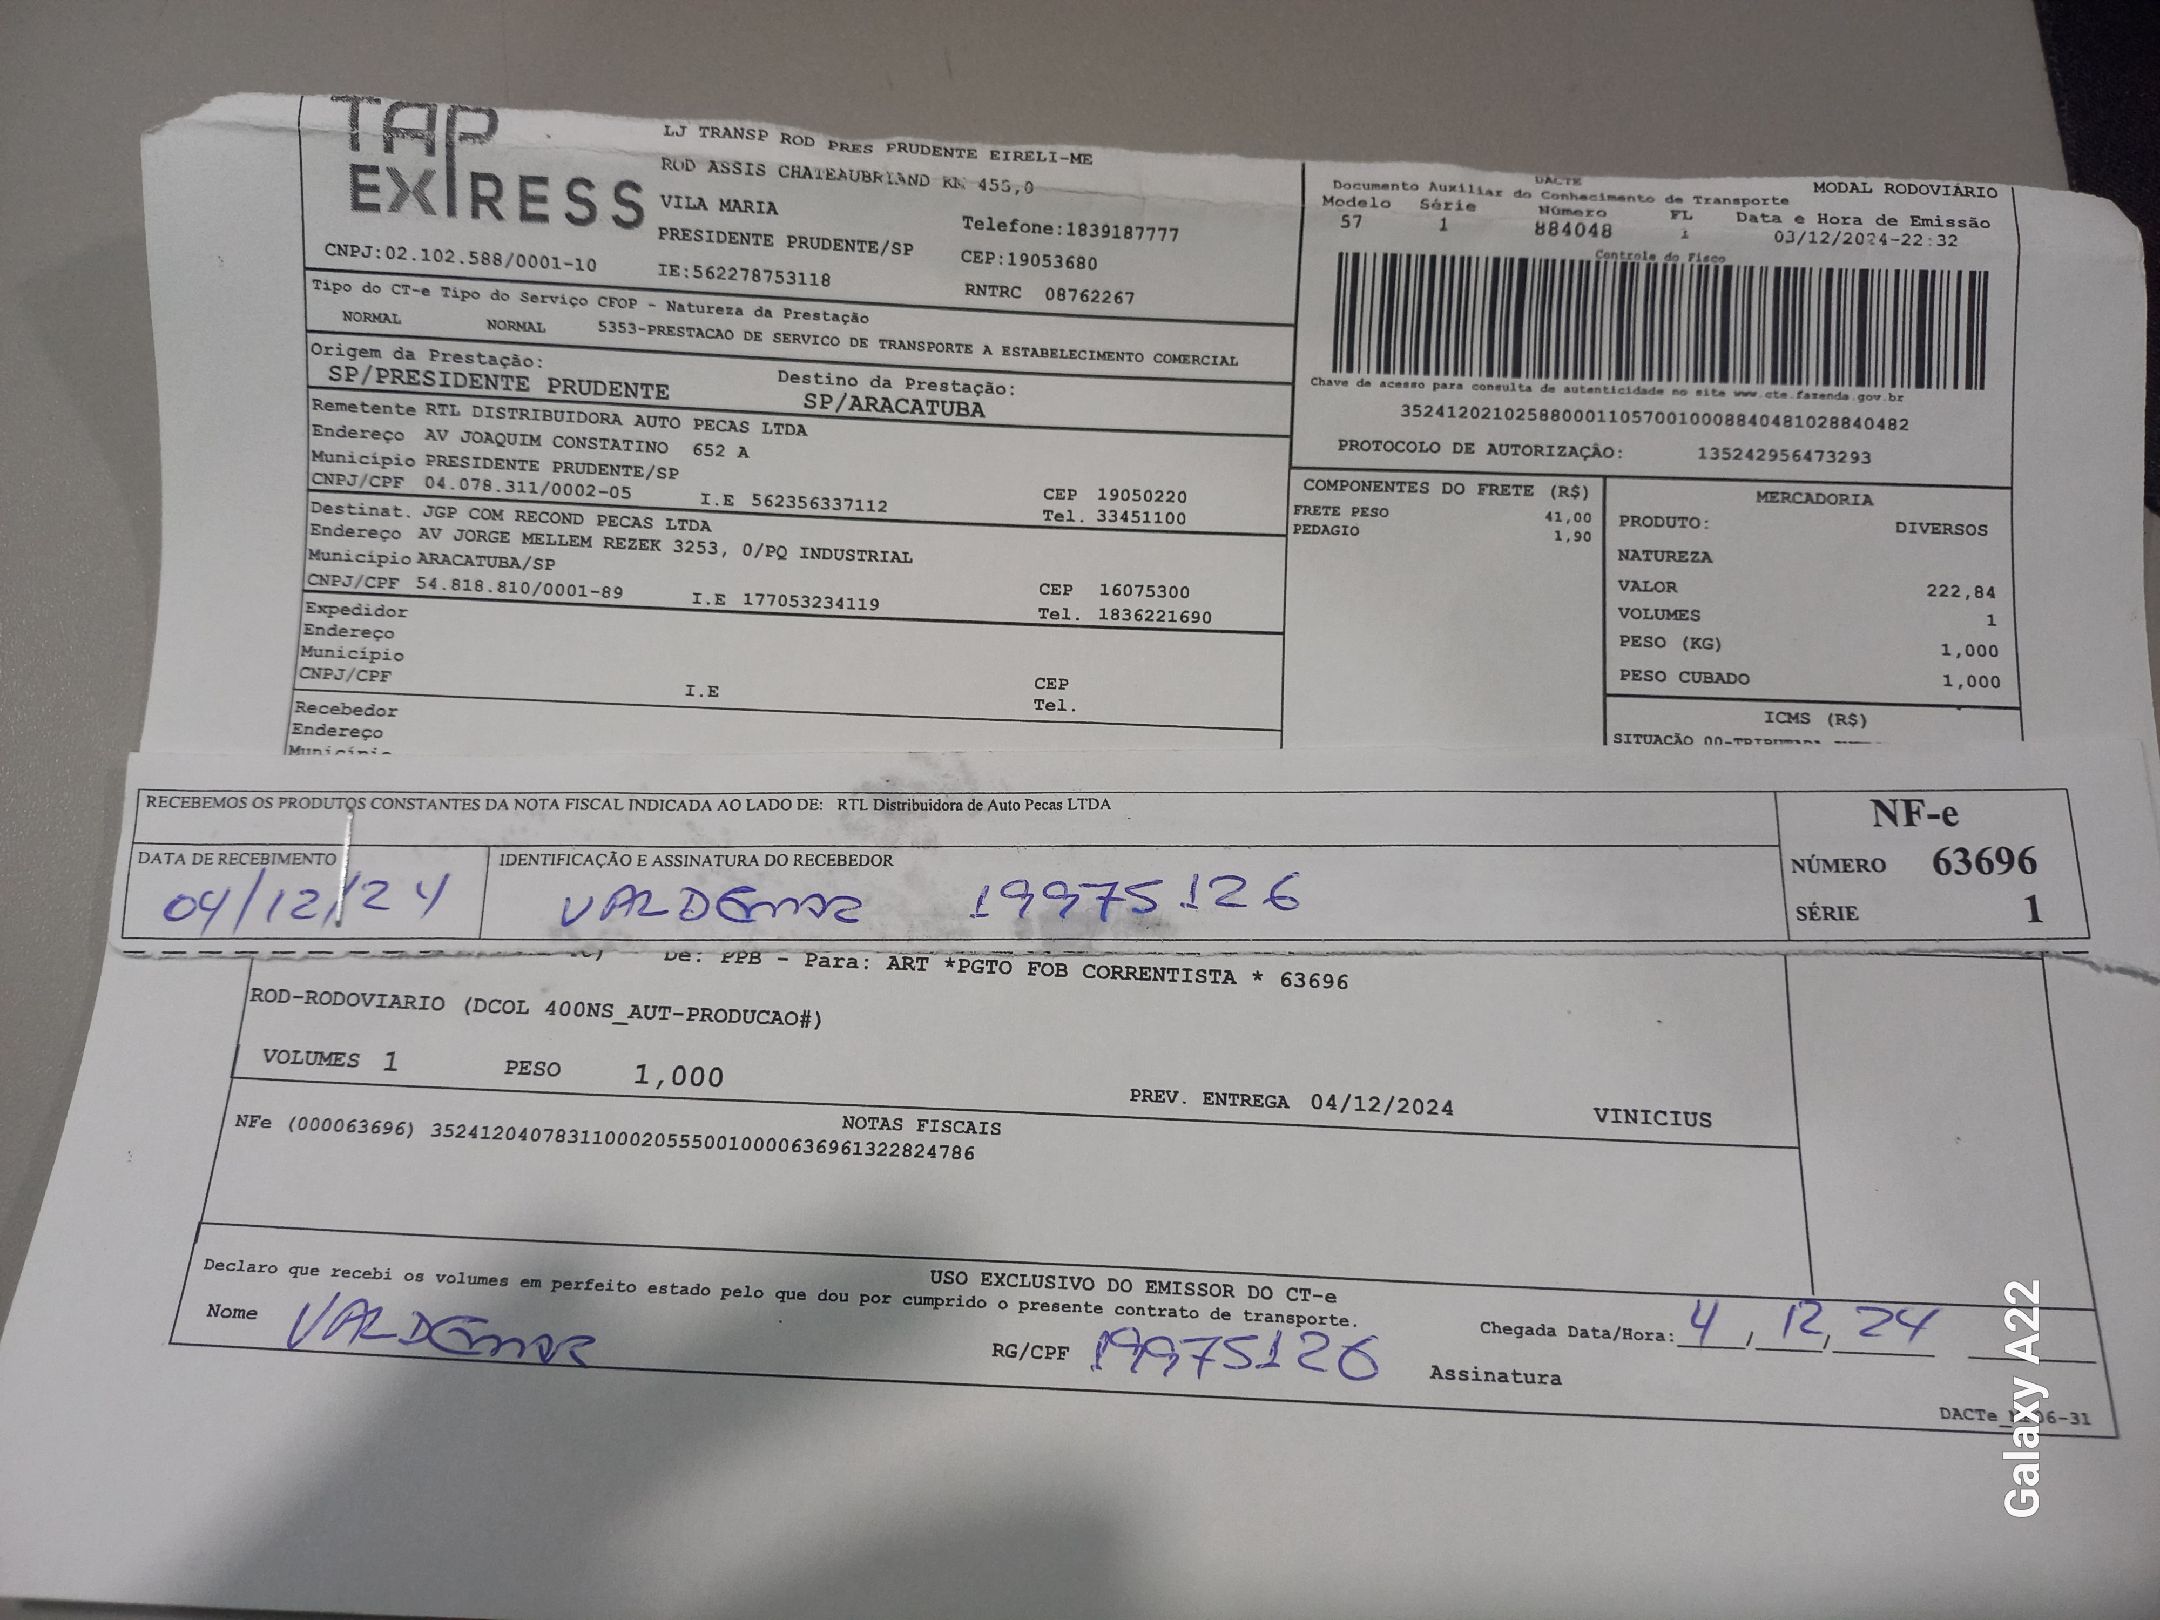 TAP
EXPRESS
LJ TRANSP ROD PRES PRUDENTE EIRELI-ME
ROD ASSIS CHATEAUBRIAND KM 455,0
VILA MARIA
PRESIDENTE PRUDENTE/SP
Telefone:1839187777
CEP:19053680
CNPJ:02.102.588/0001-10
IE:562278753118
RNTRC 08762267
DACTE
MODAL RODOVIÁRIO
Documento Auxiliar do Conhecimento de Transporte
Modelo Série Número FL Data e Hora de Emissão
57 1 884048 1 03/12/2024-22:32
Controle do Fisco
Chave de acesso para consulta de autenticidade no site www.cte.fazenda.gov.br
35241202102588000110570010008840481028840482
PROTOCOLO DE AUTORIZAÇÂO: 135242956473293
Tipo do CT-e Tipo do Serviço CFOP - Natureza da Prestação
NORMAL NORMAL 5353-PRESTACAO DE SERVICO DE TRANSPORTE A ESTABELECIMENTO COMERCIAL
Origem da Prestação:
SP/PRESIDENTE PRUDENTE
Destino da Prestação:
SP/ARACATUBA
Remetente RTL DISTRIBUIDORA AUTO PECAS LTDA
Endereço AV JOAQUIM CONSTATINO 652 A
Município PRESIDENTE PRUDENTE/SP
CEP 19050220
CNPJ/CPF 04.078.311/0002-05 I.E 562356337112 Tel. 33451100
Destinat. JGP COM RECOND PECAS LTDA
Endereço AV JORGE MELLEM REZEK 3253, 0/PQ INDUSTRIAL
Município ARACATUBA/SP
CEP 16075300
CNPJ/CPF 54.818.810/0001-89 I.E 177053234119 Tel. 1836221690
Expedidor
Endereço
Município
CEP
CNPJ/CPF I.E Tel.
Recebedor
Endereço
Município
COMPONENTES DO FRETE (R$)
FRETE PESO 41,00
PEDAGIO 1,90
MERCADORIA
PRODUTO: DIVERSOS
NATUREZA
VALOR 222,84
VOLUMES 1
PESO (KG) 1,000
PESO CUBADO 1,000
ICMS (R$)
SITUACÃO
RECEBEMOS OS PRODUTOS CONSTANTES DA NOTA FISCAL INDICADA AO LADO DE: RTL Distribuidora de Auto Pecas LTDA
DATA DE RECEBIMENTO
04/12/24
IDENTIFICAÇÃO E ASSINATURA DO RECEBEDOR
VALDEmar 19975126
NF-e
NÚMERO 63696
SÉRIE 1
De: PPB - Para: ART *PGTO FOB CORRENTISTA * 63696
ROD-RODOVIARIO (DCOL 400NS_AUT-PRODUCAO#)
VOLUMES 1 PESO 1,000
PREV. ENTREGA 04/12/2024 VINICIUS
NOTAS FISCAIS
NFe (000063696) 35241204078311000205550010000636961322824786
USO EXCLUSIVO DO EMISSOR DO CT-e
Declaro que recebi os volumes em perfeito estado pelo que dou por cumprido o presente contrato de transporte.
Nome VALDEmar RG/CPF 19975126
Chegada Data/Hora: 4, 12, 24
Assinatura
Galaxy A22